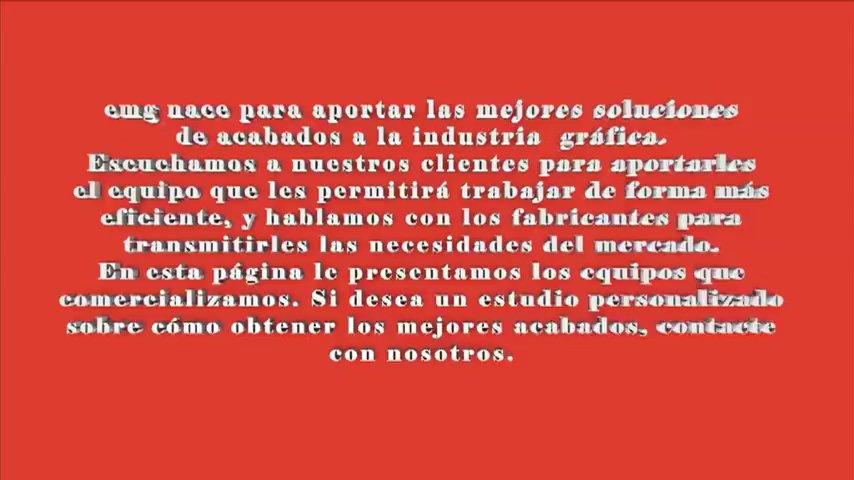 emg nace para aportar las mejores soluciones
de acabados a la industria gráfica.
Escuchamos a nuestros clientes para aportarles
el equipo que les permitirá trabajar de forma más
eficiente, y hablamos con los fabricantes para
transmitirles las necesidades del mercado.
En esta página le presentamos los equipos que
comercializamos. Si desea un estudio personalizado
sobre cómo obtener los mejores acabados, contacte
con nosotros.